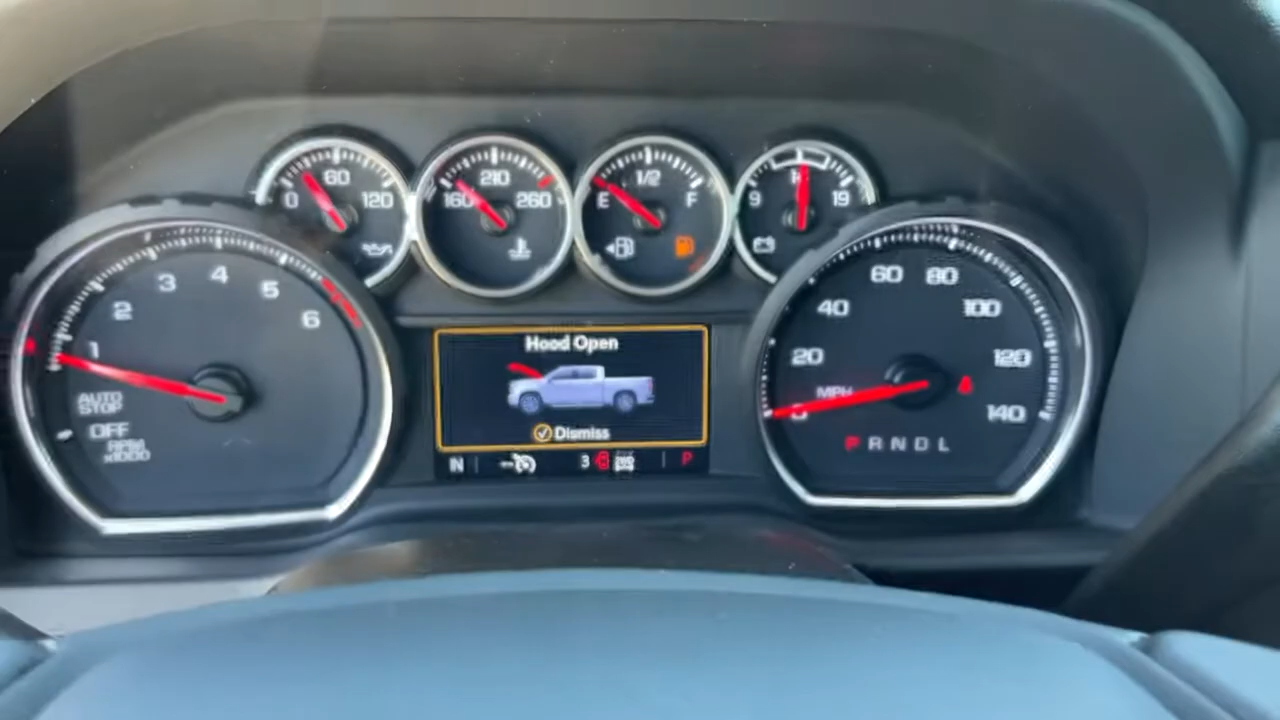 0 60 120
160 210 260
E 1/2 F
9 19
1 2 3 4 5 6
AUTO
STOP
OFF
RPM
x1000
Hood Open
Dismiss
N 3 P
0 20 40 60 80 100 120 140
MPH
P R N D L